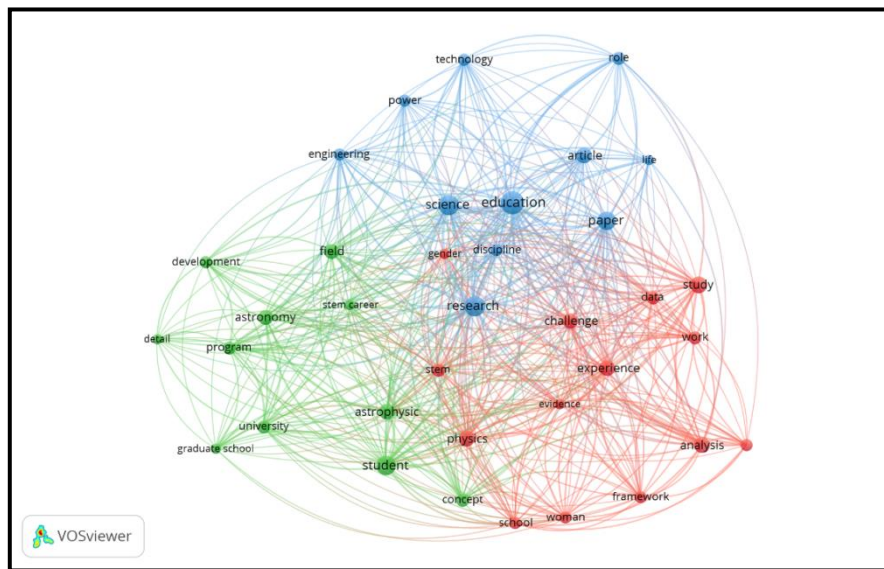 technology
role
power
engineering
article
life
science
education
paper
field
gender
discipline
development
study
data
stem career
research
astronomy
challenge
detail
program
work
stem
experience
evidence
astrophysic
university
physics
graduate school
analysis
student
concept
framework
school
woman
VOSviewer